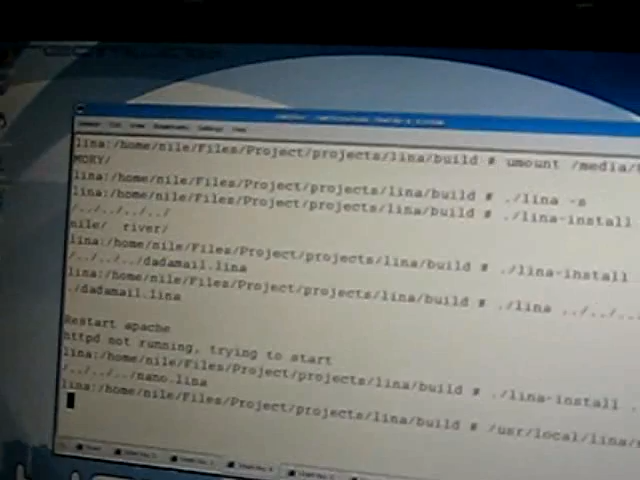 lina:/home/nile/Files/Project/projects/lina/build # umount /media/
MORY/
lina:/home/nile/Files/Project/projects/lina/build # ./lina -s
lina:/home/nile/Files/Project/projects/lina/build # ./lina-install
/../../../../
nile/ river/
lina:/home/nile/Files/Project/projects/lina/build # ./lina-install
/../../../dadamail.lina
lina:/home/nile/Files/Project/projects/lina/build # ./lina ../../...
./dadamail.lina
Restart apache
httpd not running, trying to start
lina:/home/nile/Files/Project/projects/lina/build # ./lina-install .
/../../../nano.lina
lina:/home/nile/Files/Project/projects/lina/build # /usr/local/lina/